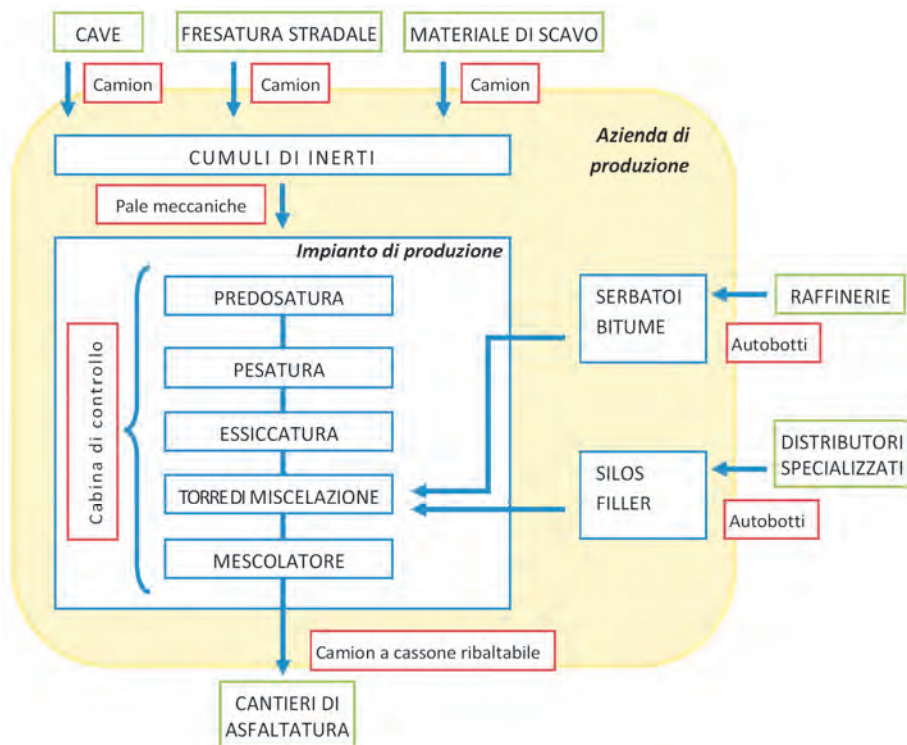 CAVE
FRESATURA STRADALE
MATERIALE DI SCAVO
Camion
Camion
Camion
Azienda di
produzione
CUMULI DI INERTI
Pale meccaniche
Impianto di produzione
Cabina di controllo
PREDOSATURA
PESATURA
ESSICCATURA
TORRE DI MISCELAZIONE
MESCOLATORE
SERBATOI
BITUME
RAFFINERIE
Autobotti
SILOS
FILLER
DISTRIBUTORI
SPECIALIZZATI
Autobotti
Camion a cassone ribaltabile
CANTIERI DI
ASFALTATURA